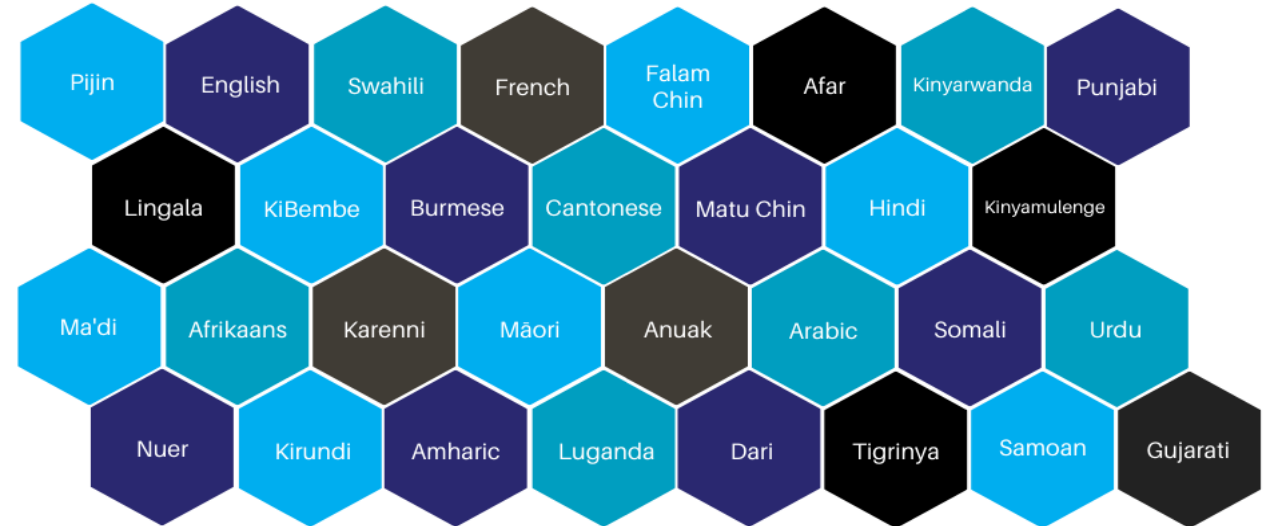 Pijin
English
Swahili
French
Falam
Chin
Afar
Kinyarwanda
Punjabi
Lingala
KiBembe
Burmese
Cantonese
Matu Chin
Hindi
Kinyamulenge
Ma'di
Afrikaans
Karenni
Māori
Anuak
Arabic
Somali
Urdu
Nuer
Kirundi
Amharic
Luganda
Dari
Tigrinya
Samoan
Gujarati